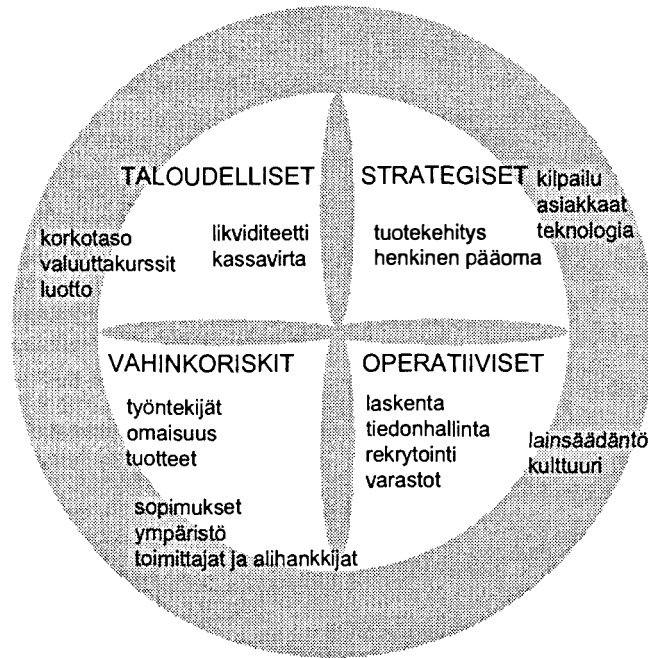 TALOUDELLISET
korkotaso
valuuttakurssit
luotto
likviditeetti
kassavirta
STRATEGISET
tuotekehitys
henkinen pääoma
kilpailu
asiakkaat
teknologia
VAHINKORISKIT
työntekijät
omaisuus
tuotteet
sopimukset
ympäristö
toimittajat ja alihankkijat
OPERATIIVISET
laskenta
tiedonhallinta
rekrytointi
varastot
lainsäädäntö
kulttuuri